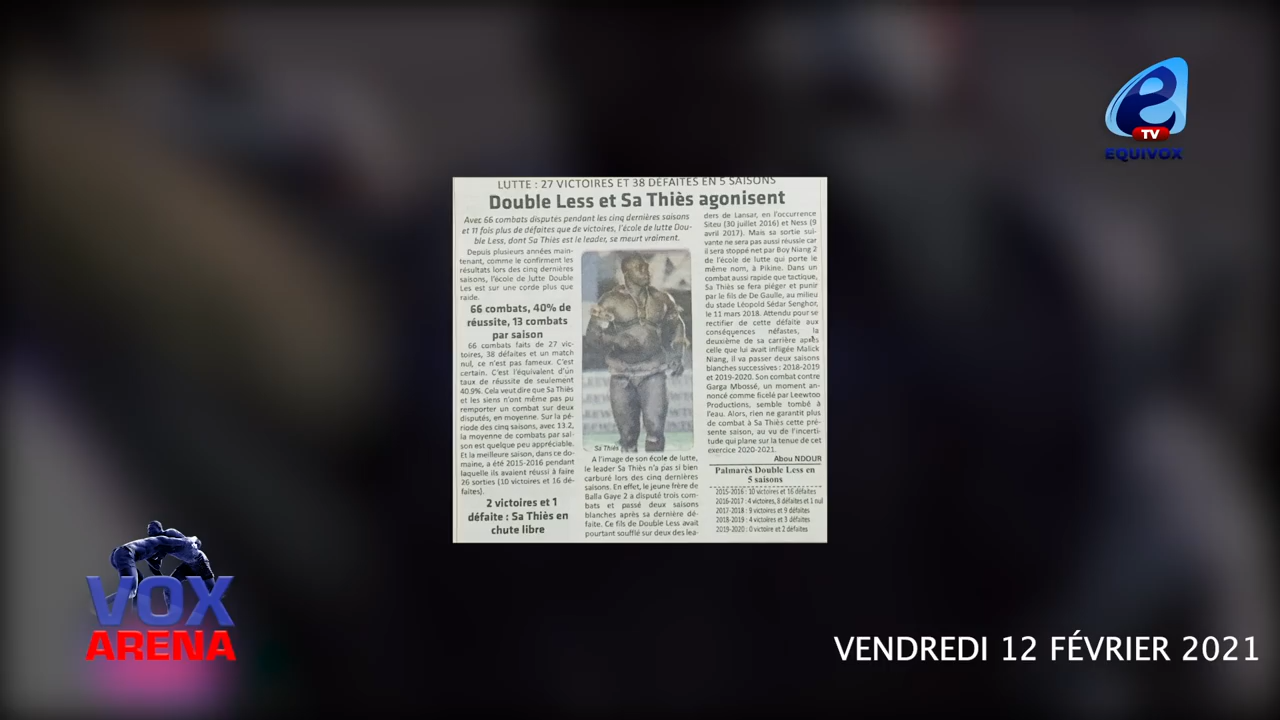 e
TV
EQUIVOX
LUTTE : 27 VICTOIRES ET 38 DÉFAITES EN 5 SAISONS
Double Less et Sa Thiès agonisent
Avec 66 combats disputés pendant les cinq dernières saisons
et 11 fois plus de défaites que de victoires, l'école de lutte Dou-
ble Less, dont Sa Thiès est le leader, se meurt vraiment.
Depuis plusieurs années main-
tenant, comme le confirment les
résultats lors des cinq dernières
saisons, l'école de lutte Double
Les est sur une corde plus que
raide.
66 combats, 40% de
réussite, 13 combats
par saison
66 combats faits de 27 vic-
toires, 38 défaites et un match
nul, ce n'est pas fameux. C'est
certain. C'est l'équivalent d'un
taux de réussite de seulement
40.9%. Cela veut dire que Sa Thiès
et les siens n'ont même pas pu
remporter un combat sur deux
disputés, en moyenne. Sur la pé-
riode des cinq saisons, avec 13.2,
la moyenne de combats par sai-
son est quelque peu appréciable.
Et la meilleure saison, dans ce do-
maine, a été 2015-2016 pendant
laquelle ils avaient réussi à faire
26 sorties (10 victoires et 16 dé-
faites).
2 victoires et 1
défaite : Sa Thiès en
chute libre
Sa Thiès
A l'image de son école de lutte,
le leader Sa Thiès n'a pas si bien
carburé lors des cinq dernières
saisons. En effet, le jeune frère de
Balla Gaye 2 a disputé trois com-
bats et passé deux saisons
blanches après sa dernière dé-
faite. Ce fils de Double Less avait
pourtant soufflé sur deux des lea-
ders de Lansar, en l'occurrence
Siteu (30 juillet 2016) et Ness (9
avril 2017). Mais sa sortie sui-
vante ne sera pas aussi réussie car
il sera stoppé net par Boy Niang 2
de l'école de lutte qui porte le
même nom, à Pikine. Dans un
combat aussi rapide que tactique,
Sa Thiès se fera piéger et punir
par le fils de De Gaulle, au milieu
du stade Léopold Sédar Senghor,
le 11 mars 2018. Attendu pour se
rectifier de cette défaite aux
conséquences néfastes, la
deuxième de sa carrière après
celle que lui avait infligée Malick
Niang, il va passer deux saisons
blanches successives : 2018-2019
et 2019-2020. Son combat contre
Garga Mbossé, un moment an-
noncé comme ficelé par Leewtoo
Productions, semble tombé à
l'eau. Alors, rien ne garantit plus
de combat à Sa Thiès cette pré-
sente saison, au vu de l'incerti-
tude qui plane sur la tenue de cet
exercice 2020-2021.
Abou NDOUR
Palmarès Double Less en
5 saisons
2015-2016 : 10 victoires et 16 défaites
2016-2017 : 4 victoires, 8 défaites et 1 nul
2017-2018 : 9 victoires et 9 défaites
2018-2019 : 4 victoires et 3 défaites
2019-2020 : 0 victoire et 2 défaites
VOX
ARENA
VENDREDI 12 FÉVRIER 2021